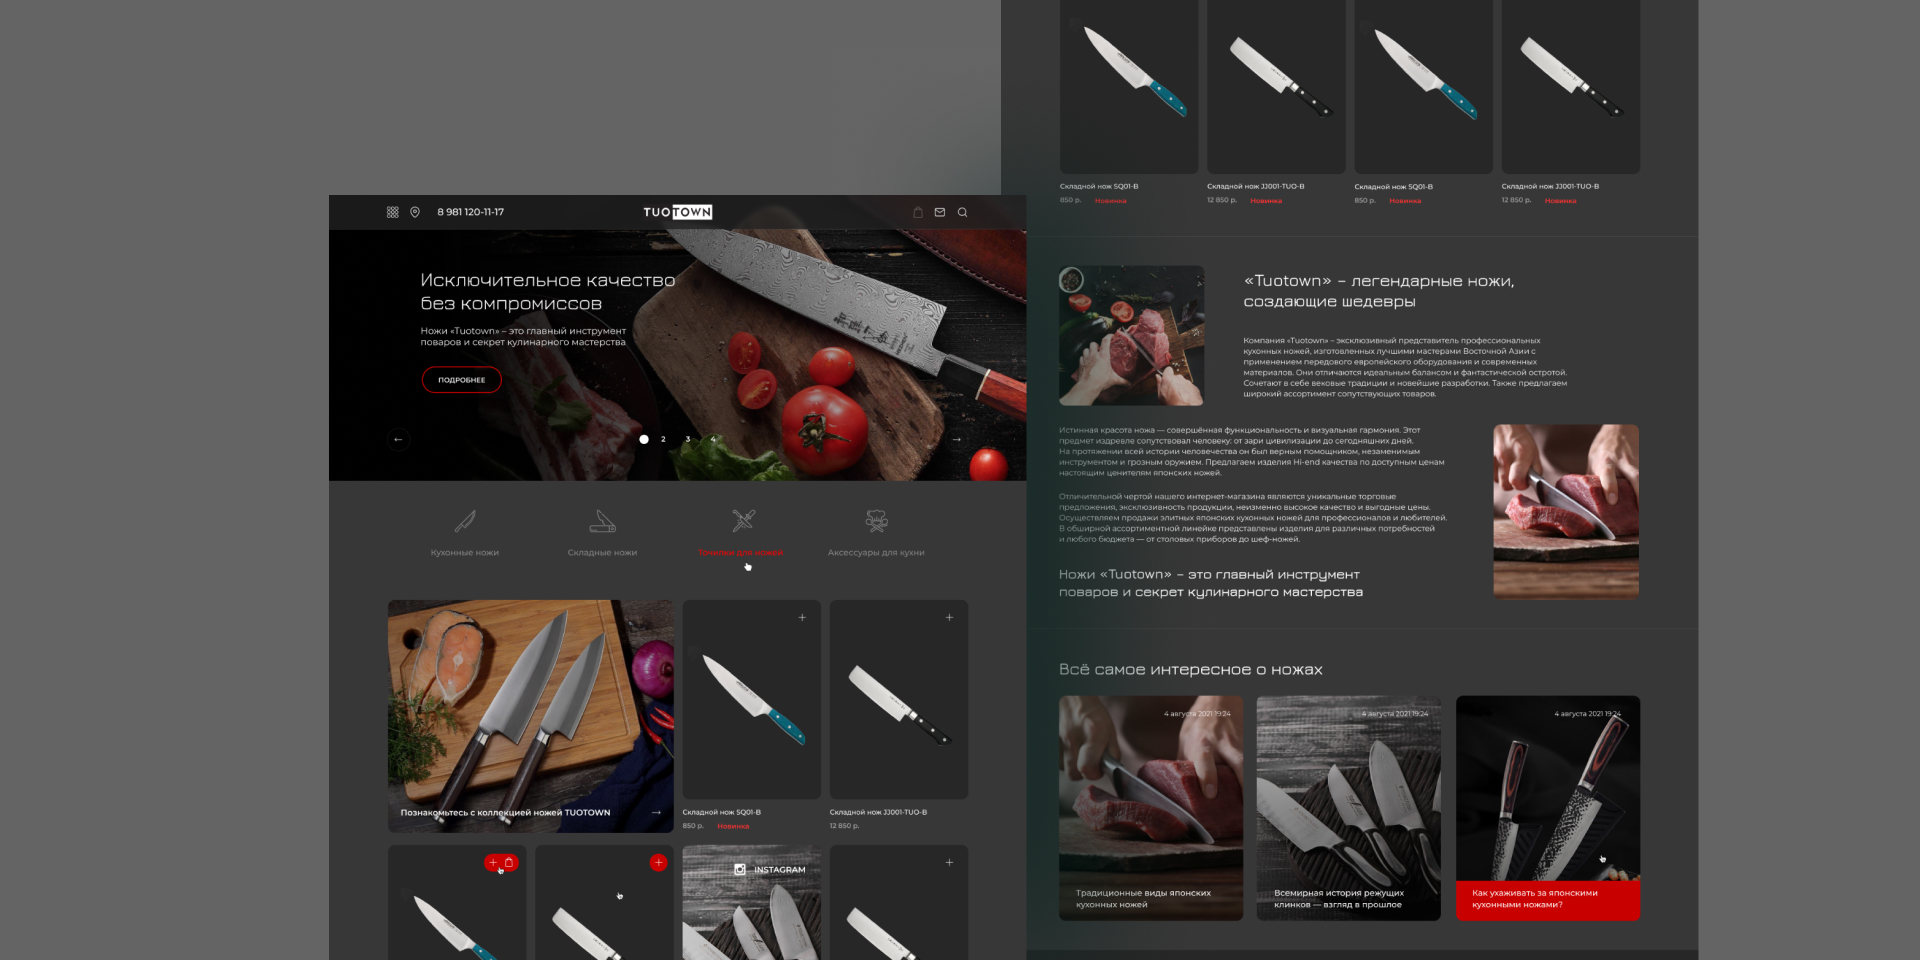 8 981 120-11-17
TUOTOWN
Исключительное качество
без компромиссов
Ножи «Tuotown» – это главный инструмент
поваров и секрет кулинарного мастерства
ПОДРОБНЕЕ
2 3 4
Кухонные ножи
Складные ножи
Точилки для ножей
Аксессуары для кухни
Познакомьтесь с коллекцией ножей TUOTOWN
Складной нож SQ01-B
850 р. Новинка
Складной нож JJ001-TUO-B
12 850 р.
INSTAGRAM
Складной нож SQ01-B
850 р. Новинка
Складной нож JJ001-TUO-B
12 850 р. Новинка
Складной нож SQ01-B
850 р. Новинка
Складной нож JJ001-TUO-B
12 850 р. Новинка
«Tuotown» – легендарные ножи,
создающие шедевры
Компания «Tuotown» – эксклюзивный представитель профессиональных
кухонных ножей, изготовленных лучшими мастерами Восточной Азии с
применением передового европейского оборудования и современных
материалов. Они отличаются идеальным балансом и фантастической остротой.
Сочетают в себе вековые традиции и новейшие разработки. Также предлагаем
широкий ассортимент сопутствующих товаров.
Истинная красота ножа — совершённая функциональность и визуальная гармония. Этот
предмет издревле сопутствовал человеку: от зари цивилизации до сегодняшних дней.
На протяжении всей истории человечества он был верным помощником, незаменимым
инструментом и грозным оружием. Предлагаем изделия Hi-end качества по доступным ценам
настоящим ценителям японских ножей.
Отличительной чертой нашего интернет-магазина являются уникальные торговые
предложения, эксклюзивность продукции, неизменно высокое качество и выгодные цены.
Осуществляем продажи элитных японских кухонных ножей для профессионалов и любителей.
В обширной ассортиментной линейке представлены изделия для различных потребностей
и любого бюджета — от столовых приборов до шеф-ножей.
Ножи «Tuotown» – это главный инструмент
поваров и секрет кулинарного мастерства
Всё самое интересное о ножах
4 августа 2021 19:24
Традиционные виды японских
кухонных ножей
4 августа 2021 19:24
Всемирная история режущих
клинков — взгляд в прошлое
4 августа 2021 19:24
Как ухаживать за японскими
кухонными ножами?